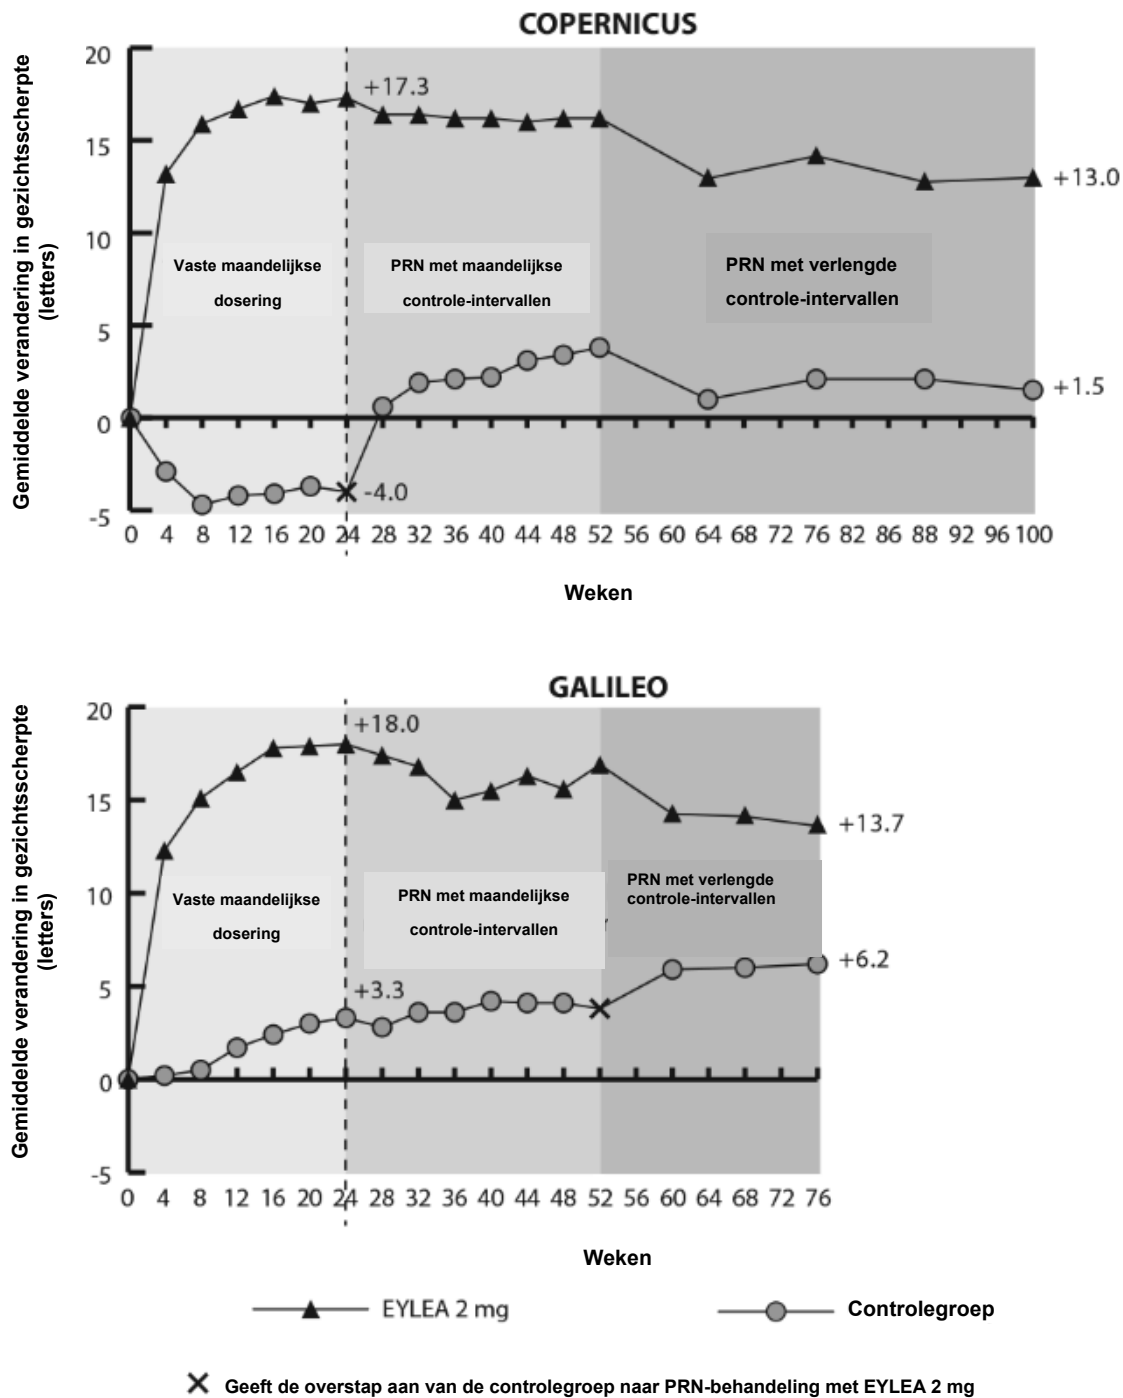 COPERNICUS
Gemiddelde verandering in gezichtsscherpte
(letters)
20
15
10
5
0
-5
+17.3
-4.0
+13.0
+1.5
Vaste maandelijkse
dosering
PRN met maandelijkse
controle-intervallen
PRN met verlengde
controle-intervallen
0 4 8 12 16 20 24 28 32 36 40 44 48 52 56 60 64 68 72 76 82 86 88 92 96 100
Weken
GALILEO
Gemiddelde verandering in gezichtsscherpte
(letters)
20
15
10
5
0
-5
+18.0
+3.3
+13.7
+6.2
Vaste maandelijkse
dosering
PRN met maandelijkse
controle-intervallen
PRN met verlengde
controle-intervallen
0 4 8 12 16 20 24 28 32 36 40 44 48 52 56 60 64 68 72 76
Weken
EYLEA 2 mg
Controlegroep
Geeft de overstap aan van de controlegroep naar PRN-behandeling met EYLEA 2 mg